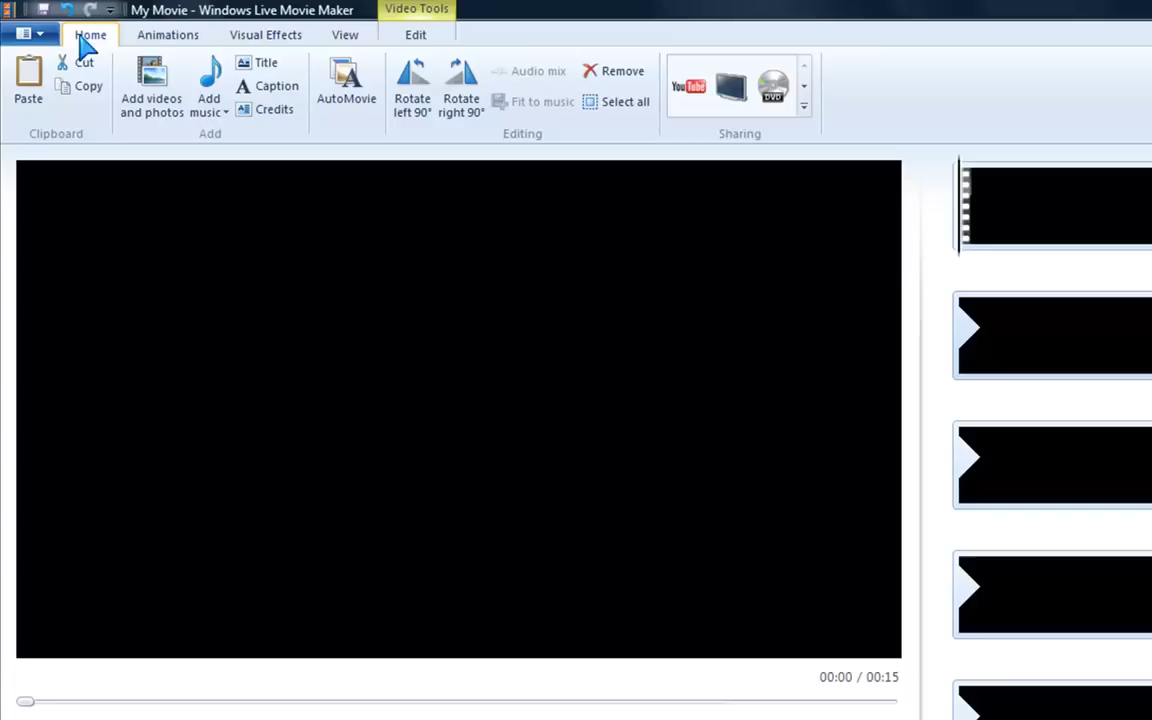 My Movie - Windows Live Movie Maker
Video Tools
Home
Animations
Visual Effects
View
Edit
Paste
Cut
Copy
Clipboard
Add videos
and photos
Add
music
Title
Caption
Credits
Add
AutoMovie
Rotate
left 90°
Rotate
right 90°
Audio mix
Fit to music
Remove
Select all
Editing
YouTube
DVD
Sharing
00:00 / 00:15